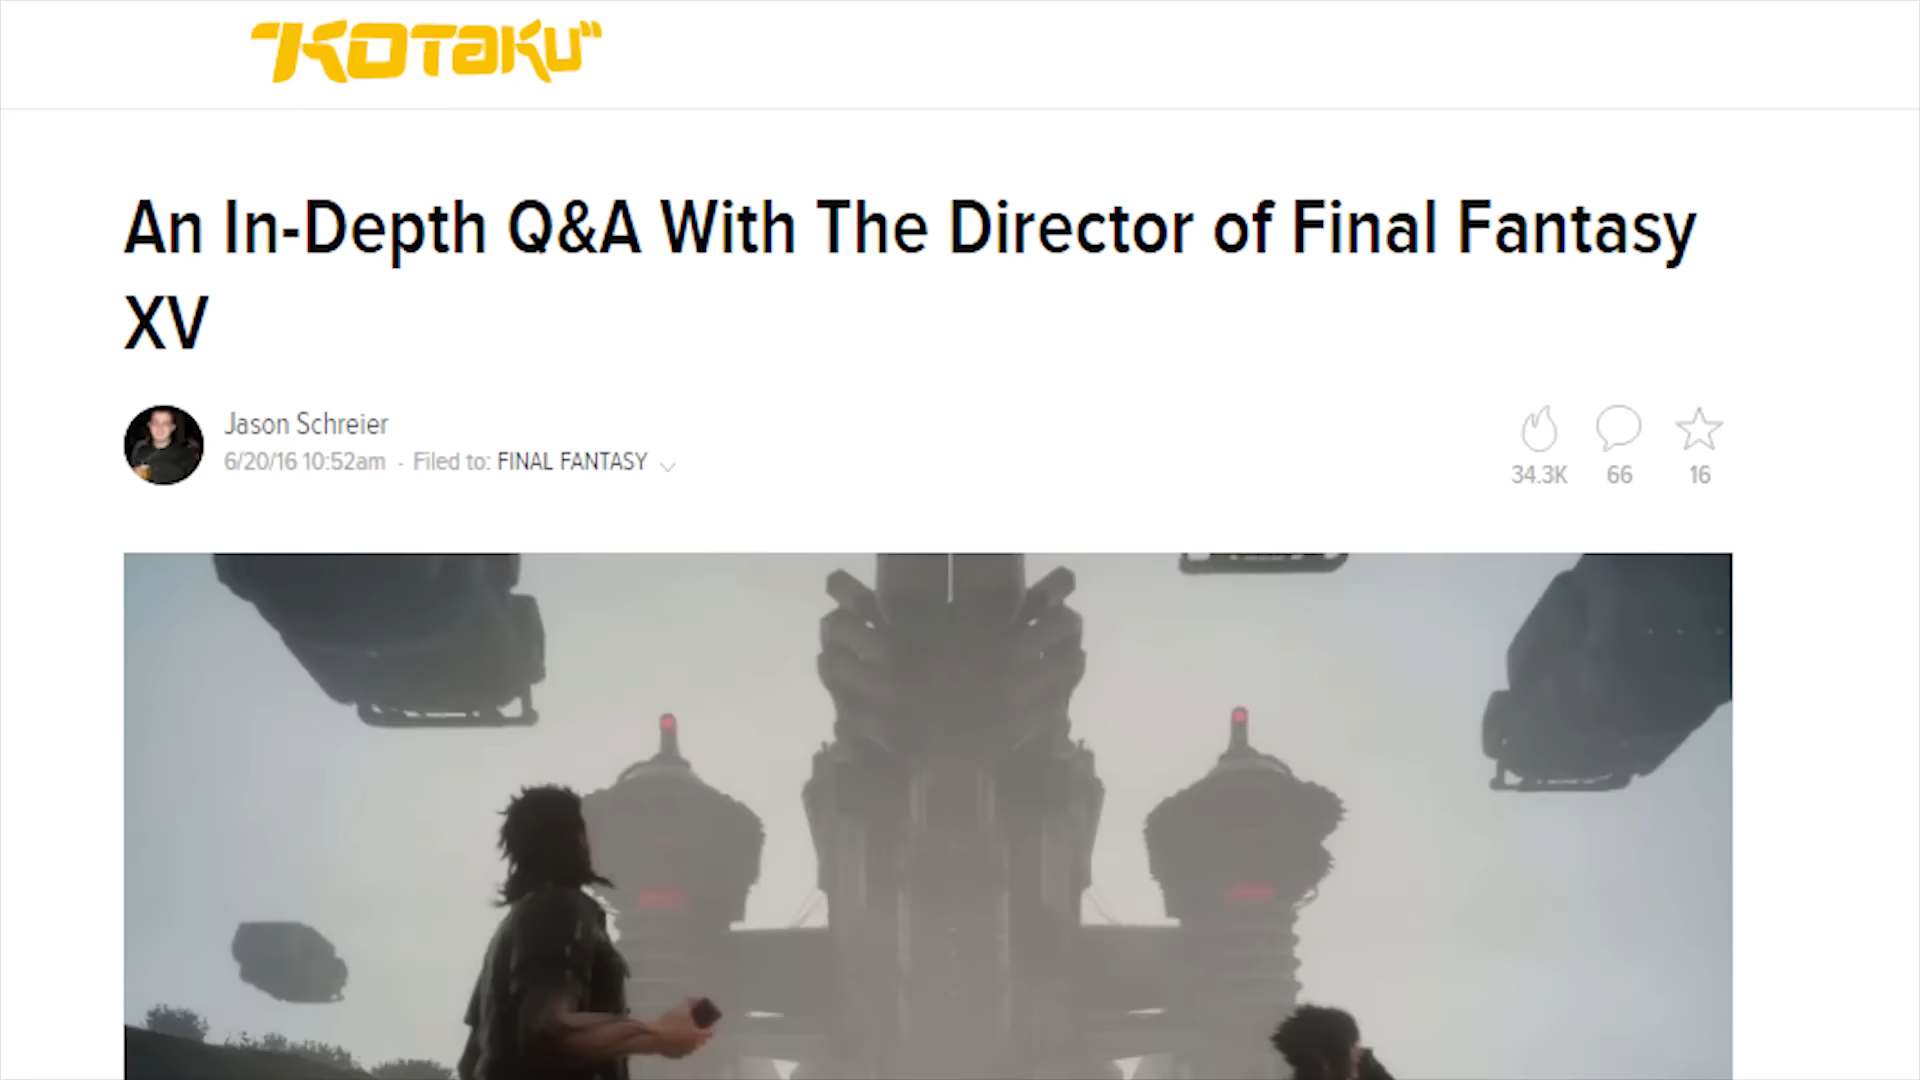 KOTaKU
An In-Depth Q&A With The Director of Final Fantasy
XV
Jason Schreier
6/20/16 10:52am - Filed to: FINAL FANTASY
34.3K 66 16